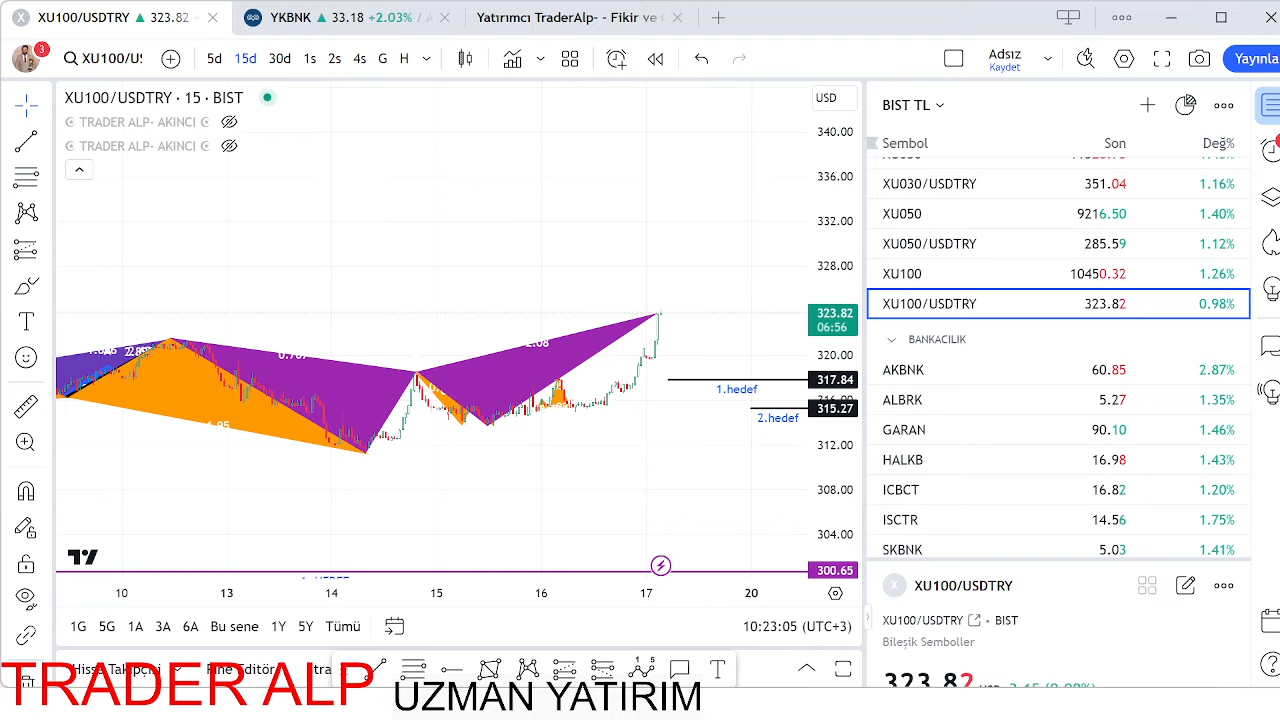 XU100/USDTRY ▲ 323.82
YKBNK ▲ 33.18 +2.03% /
Yatırımcı TraderAlp- - Fikir ve
3
XU100/U
5d 15d 30d 1s 2s 4s G H
Adsız
Kaydet
Yayınla
XU100/USDTRY · 15 · BIST
USD
TRADER ALP- AKINCI
TRADER ALP- AKINCI
340.00
336.00
332.00
328.00
323.82
06:56
320.00
317.84
316.00
315.27
312.00
308.00
304.00
300.65
2.08
1.hedef
2.hedef
10 13 14 15 16 17 20
1G 5G 1A 3A 6A Bu sene 1Y 5Y Tümü
10:23:05 (UTC+3)
BIST TL
Sembol Son Değ%
XU030/USDTRY 351.04 1.16%
XU050 9216.50 1.40%
XU050/USDTRY 285.59 1.12%
XU100 10450.32 1.26%
XU100/USDTRY 323.82 0.98%
BANKACILIK
AKBNK 60.85 2.87%
ALBRK 5.27 1.35%
GARAN 90.10 1.46%
HALKB 16.98 1.43%
ICBCT 16.82 1.20%
ISCTR 14.56 1.75%
SKBNK 5.03 1.41%
X XU100/USDTRY
XU100/USDTRY • BIST
Bileşik Semboller
323.82
TRADER ALP
UZMAN YATIRIM